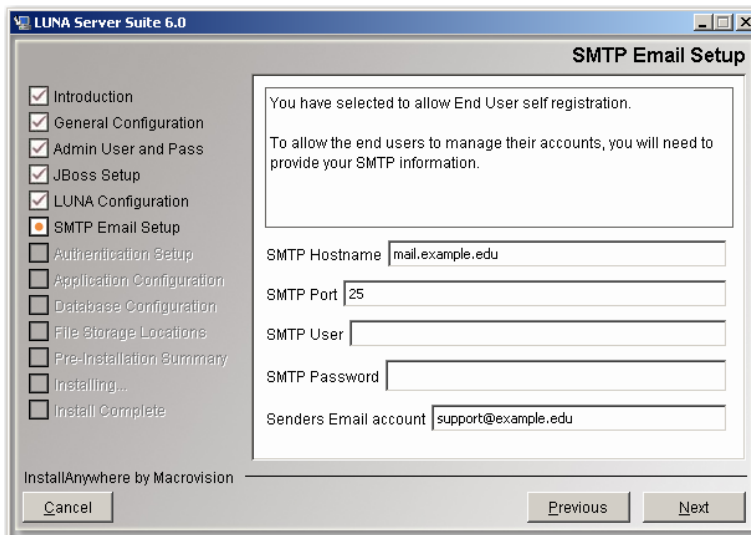 LUNA Server Suite 6.0
SMTP Email Setup
Introduction
General Configuration
Admin User and Pass
JBoss Setup
LUNA Configuration
SMTP Email Setup
Authentication Setup
Application Configuration
Database Configuration
File Storage Locations
Pre-Installation Summary
Installing...
Install Complete
You have selected to allow End User self registration.
To allow the end users to manage their accounts, you will need to
provide your SMTP information.
SMTP Hostname mail.example.edu
SMTP Port 25
SMTP User
SMTP Password
Senders Email account support@example.edu
InstallAnywhere by Macrovision
Cancel
Previous
Next